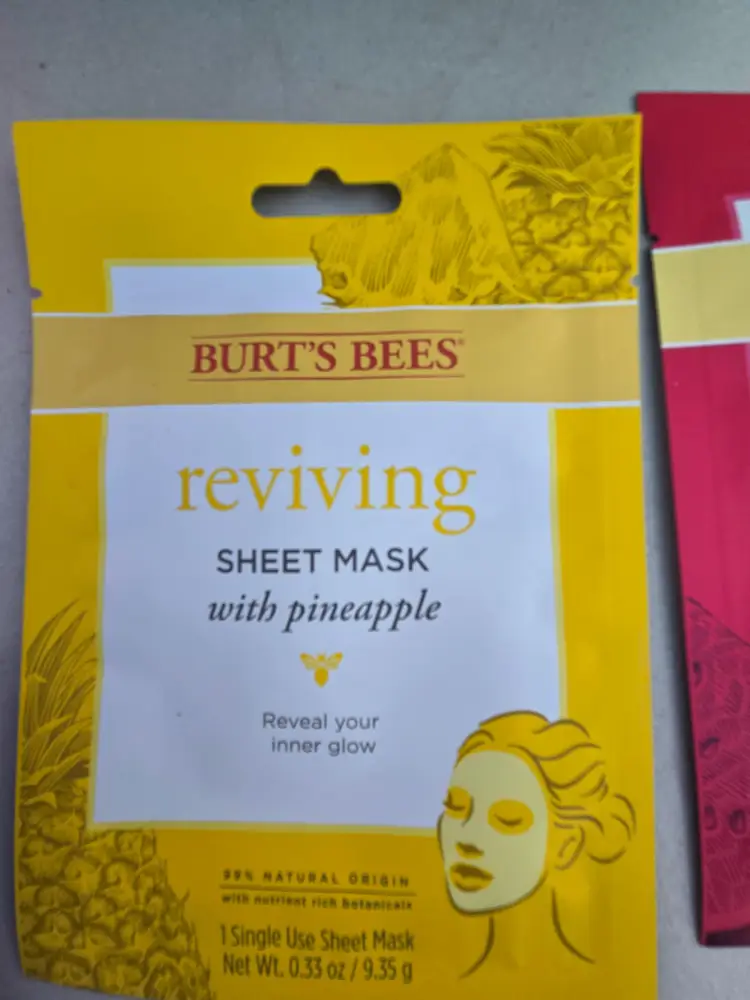 BURT'S BEES®
reviving
SHEET MASK
with pineapple
Reveal your
inner glow
99% NATURAL ORIGIN
with nutrient rich botanicals
1 Single Use Sheet Mask
Net Wt. 0.33 oz / 9.35 g